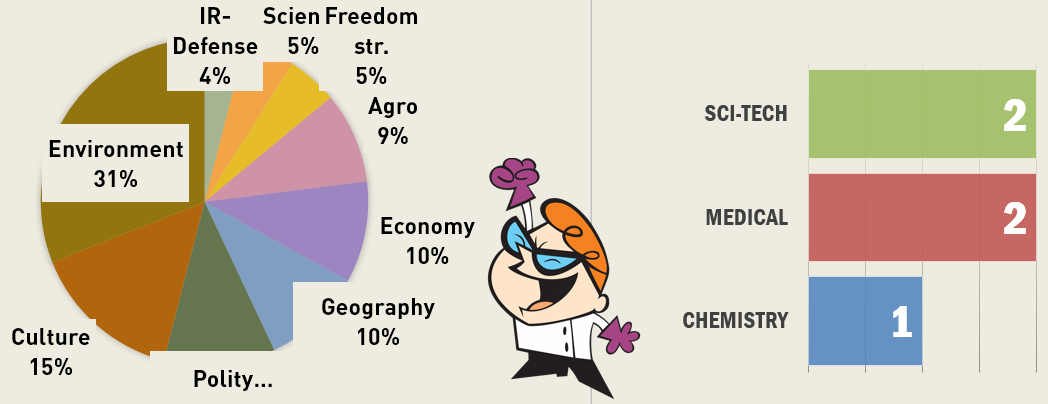 IR-
Defense
4%
Scien
5%
Freedom
str.
5%
Agro
9%
Economy
10%
Geography
10%
Polity...
Culture
15%
Environment
31%
SCI-TECH
2
MEDICAL
2
CHEMISTRY
1